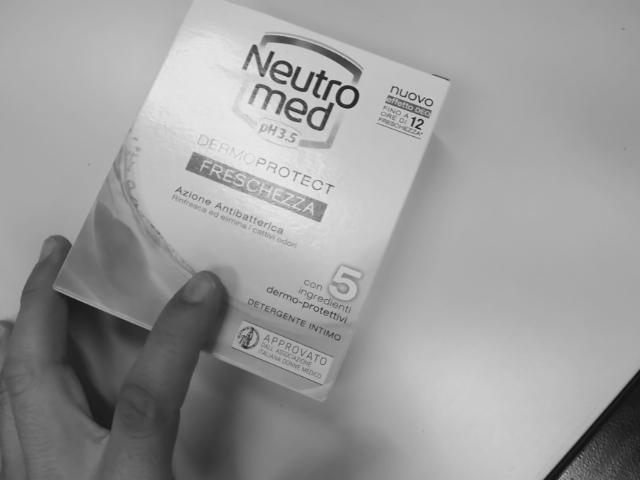 Neutro
med
pH 3.5
nuovo
effetto DEO
FINO A 12
ORE DI
FRESCHEZZA*
DERMOPROTECT
FRESCHEZZA
Azione Antibatterica
Rinfresca ed elimina i cattivi odori
con 5
ingredienti
dermo-protettivi
DETERGENTE INTIMO
APPROVATO
DALL'ASSOCIAZIONE
ITALIANA DONNE MEDICO